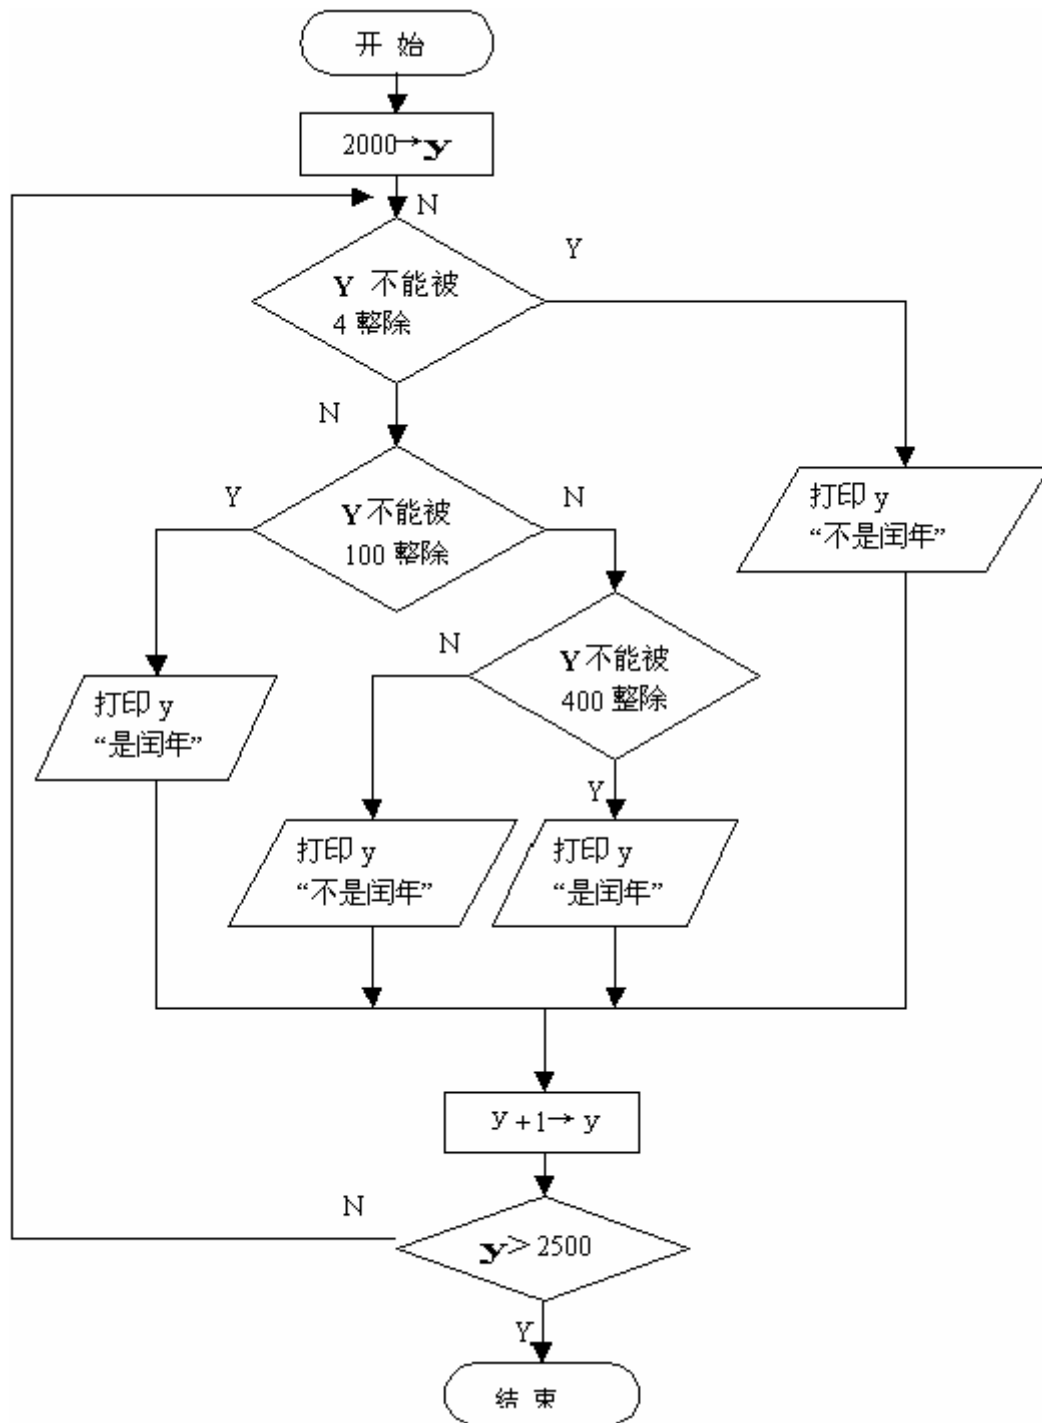 开 始
2000→y
N
Y
Y 不能被
4 整除
N
Y
N
Y 不能被
100 整除
打印 y
“不是闰年”
N
Y 不能被
400 整除
打印 y
“是闰年”
Y
打印 y
“不是闰年”
打印 y
“是闰年”
y +1→ y
N
y> 2500
Y
结 束